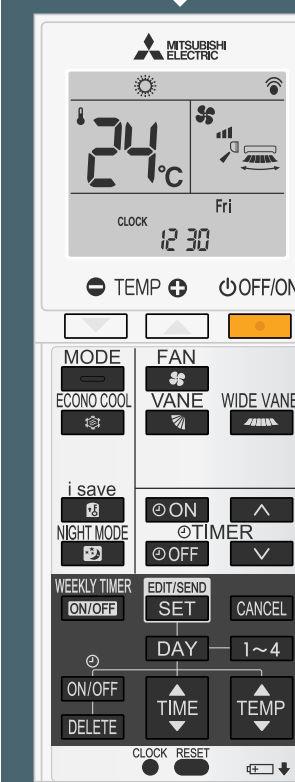 MITSUBISHI
ELECTRIC
24°C
Fri
CLOCK
12 30
TEMP OFF/ON
MODE FAN
ECONO COOL VANE WIDE VANE
i save
ON
NIGHT MODE TIMER
OFF
WEEKLY TIMER EDIT/SEND
ON/OFF SET CANCEL
DAY 1~4
ON/OFF TIME TEMP
DELETE
CLOCK RESET